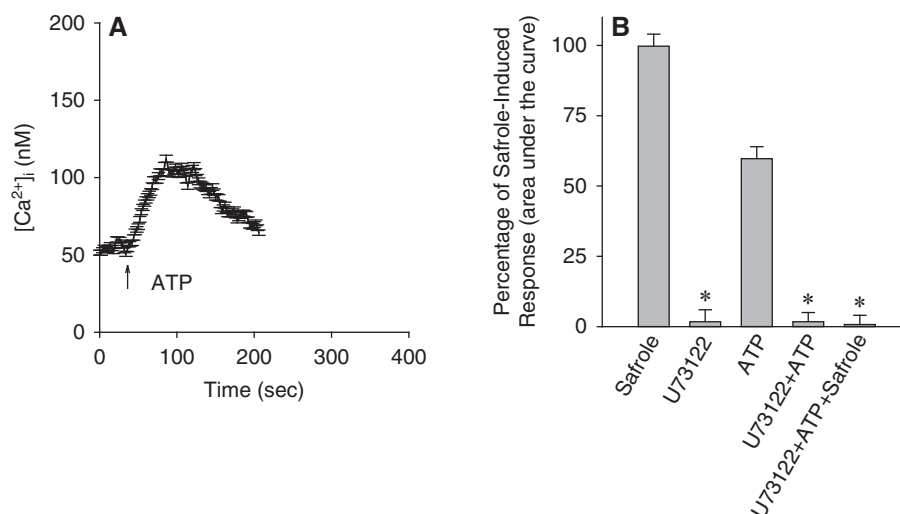 A
200
150
100
50
0
[Ca²⁺]ᵢ (nM)
ATP
0 100 200 300 400
Time (sec)
B
Percentage of Safrole-Induced
Response (area under the curve)
100
75
50
25
0
* * *
Safrole
U73122
ATP
U73122+ATP
U73122+ATP+Safrole